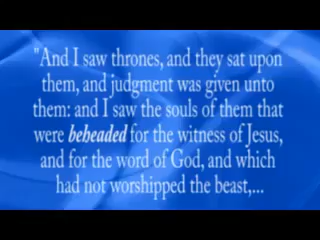 "And I saw thrones, and they sat upon
them, and judgment was given unto
them: and I saw the souls of them that
were beheaded for the witness of Jesus,
and for the word of God, and which
had not worshipped the beast,...